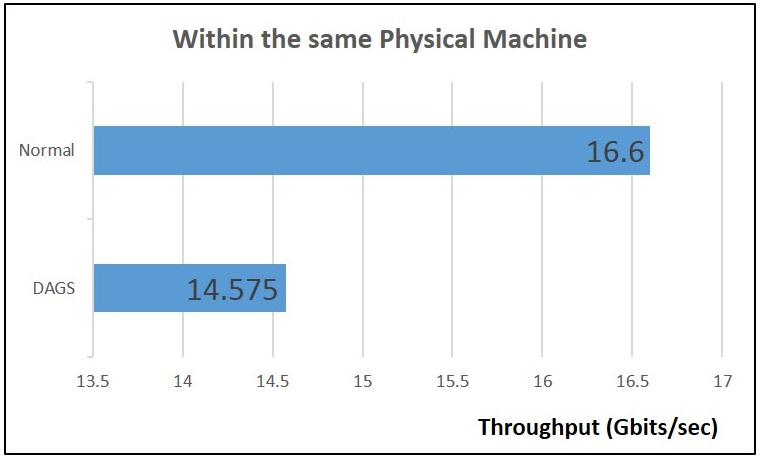 Within the same Physical Machine
Normal
16.6
DAGS
14.575
13.5 14 14.5 15 15.5 16 16.5 17
Throughput (Gbits/sec)